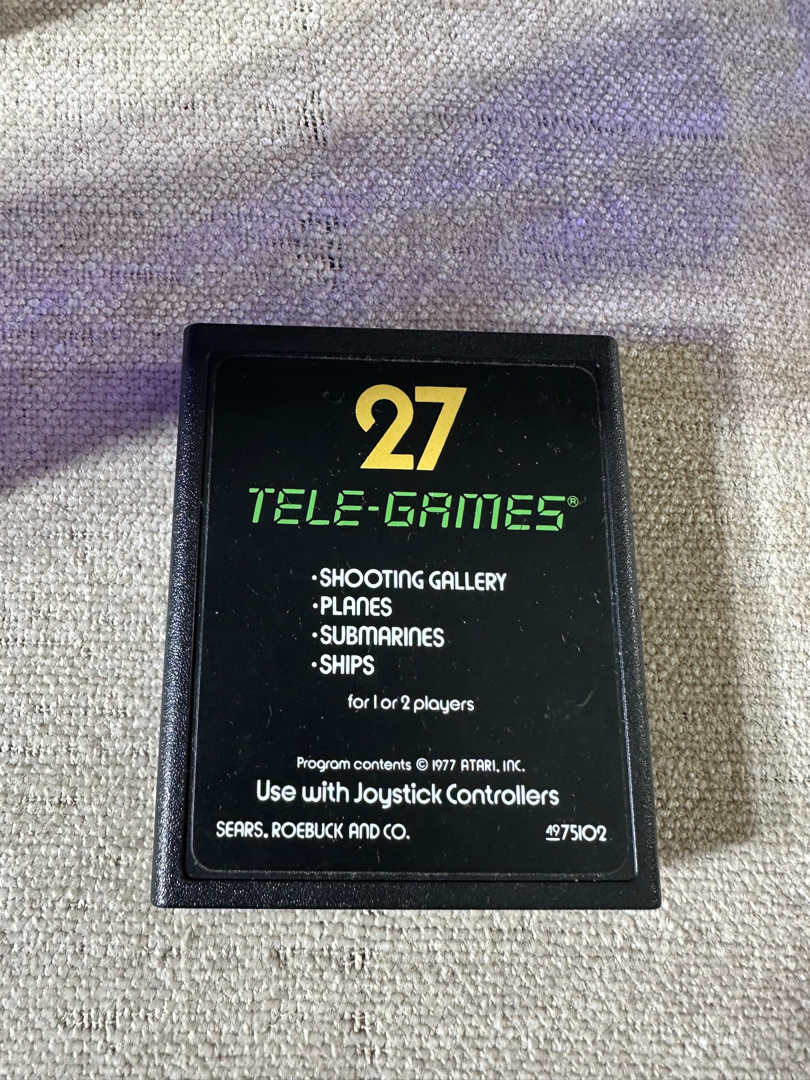 27
TELE-GAMES®
•SHOOTING GALLERY
•PLANES
•SUBMARINES
•SHIPS
for 1 or 2 players
Program contents © 1977 ATARI, INC.
Use with Joystick Controllers
SEARS, ROEBUCK AND CO. 4975102